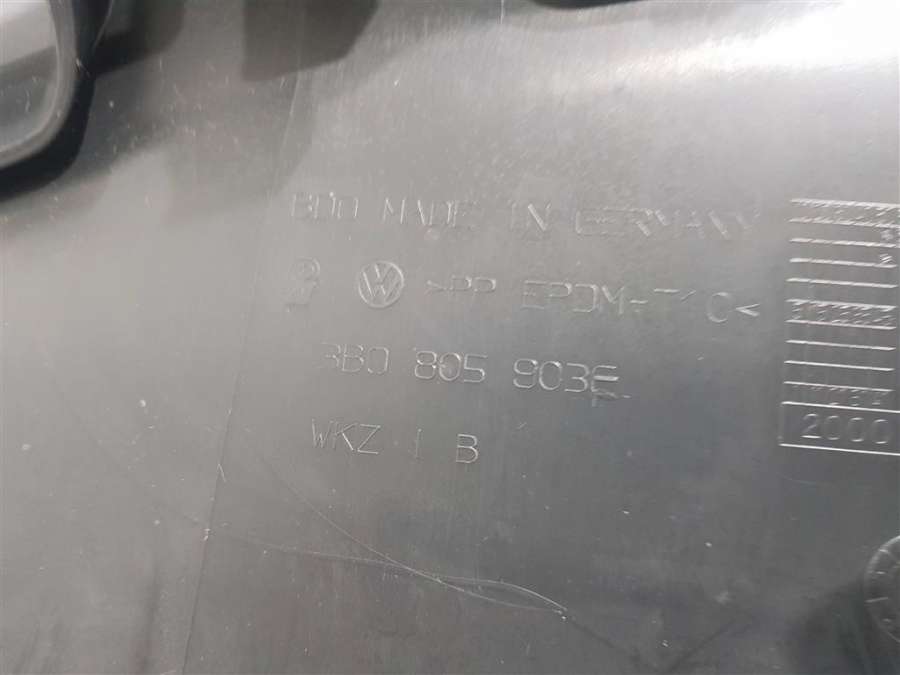 MADE IN GERMANY
>PP EPDM-T10<
3B0 805 903E
WKZ 1 B
2000